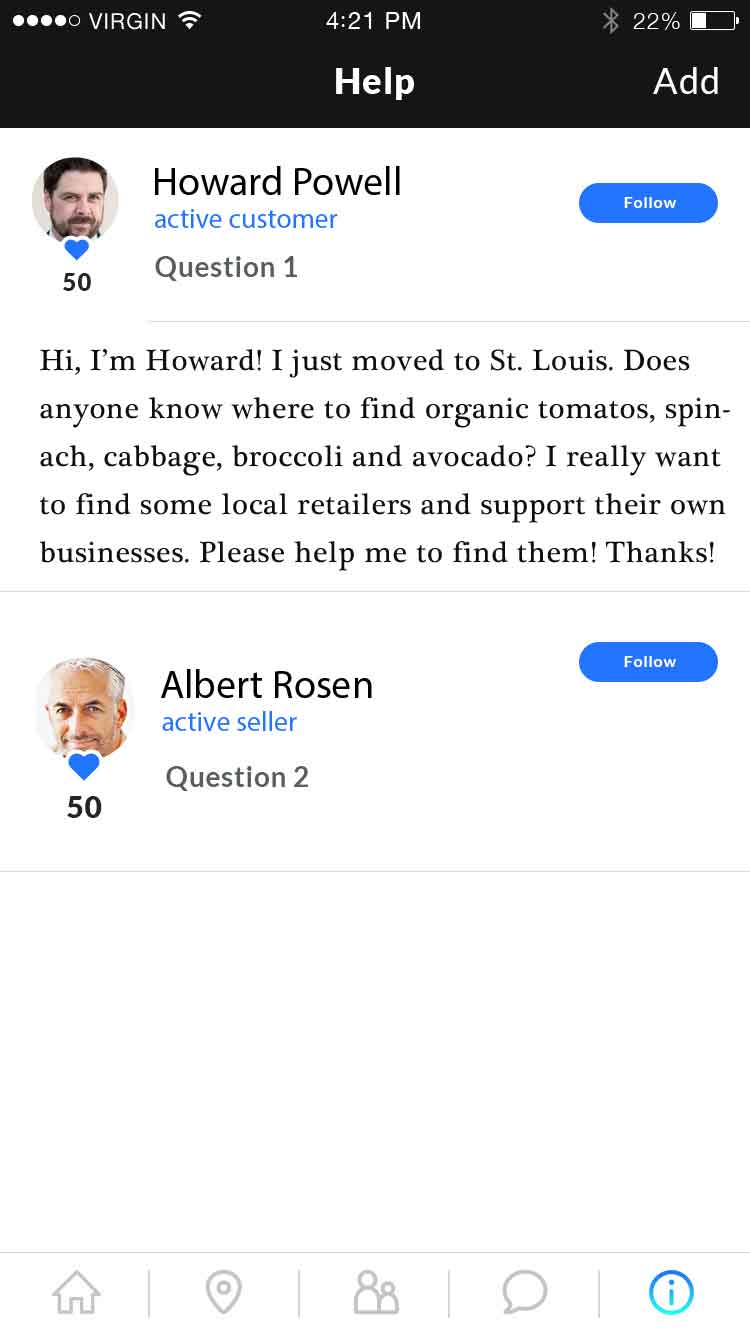 VIRGIN 4:21 PM 22%
Help Add
Howard Powell
active customer
Follow
Question 1
50
Hi, I’m Howard! I just moved to St. Louis. Does
anyone know where to find organic tomatos, spin-
ach, cabbage, broccoli and avocado? I really want
to find some local retailers and support their own
businesses. Please help me to find them! Thanks!
Follow
Albert Rosen
active seller
Question 2
50